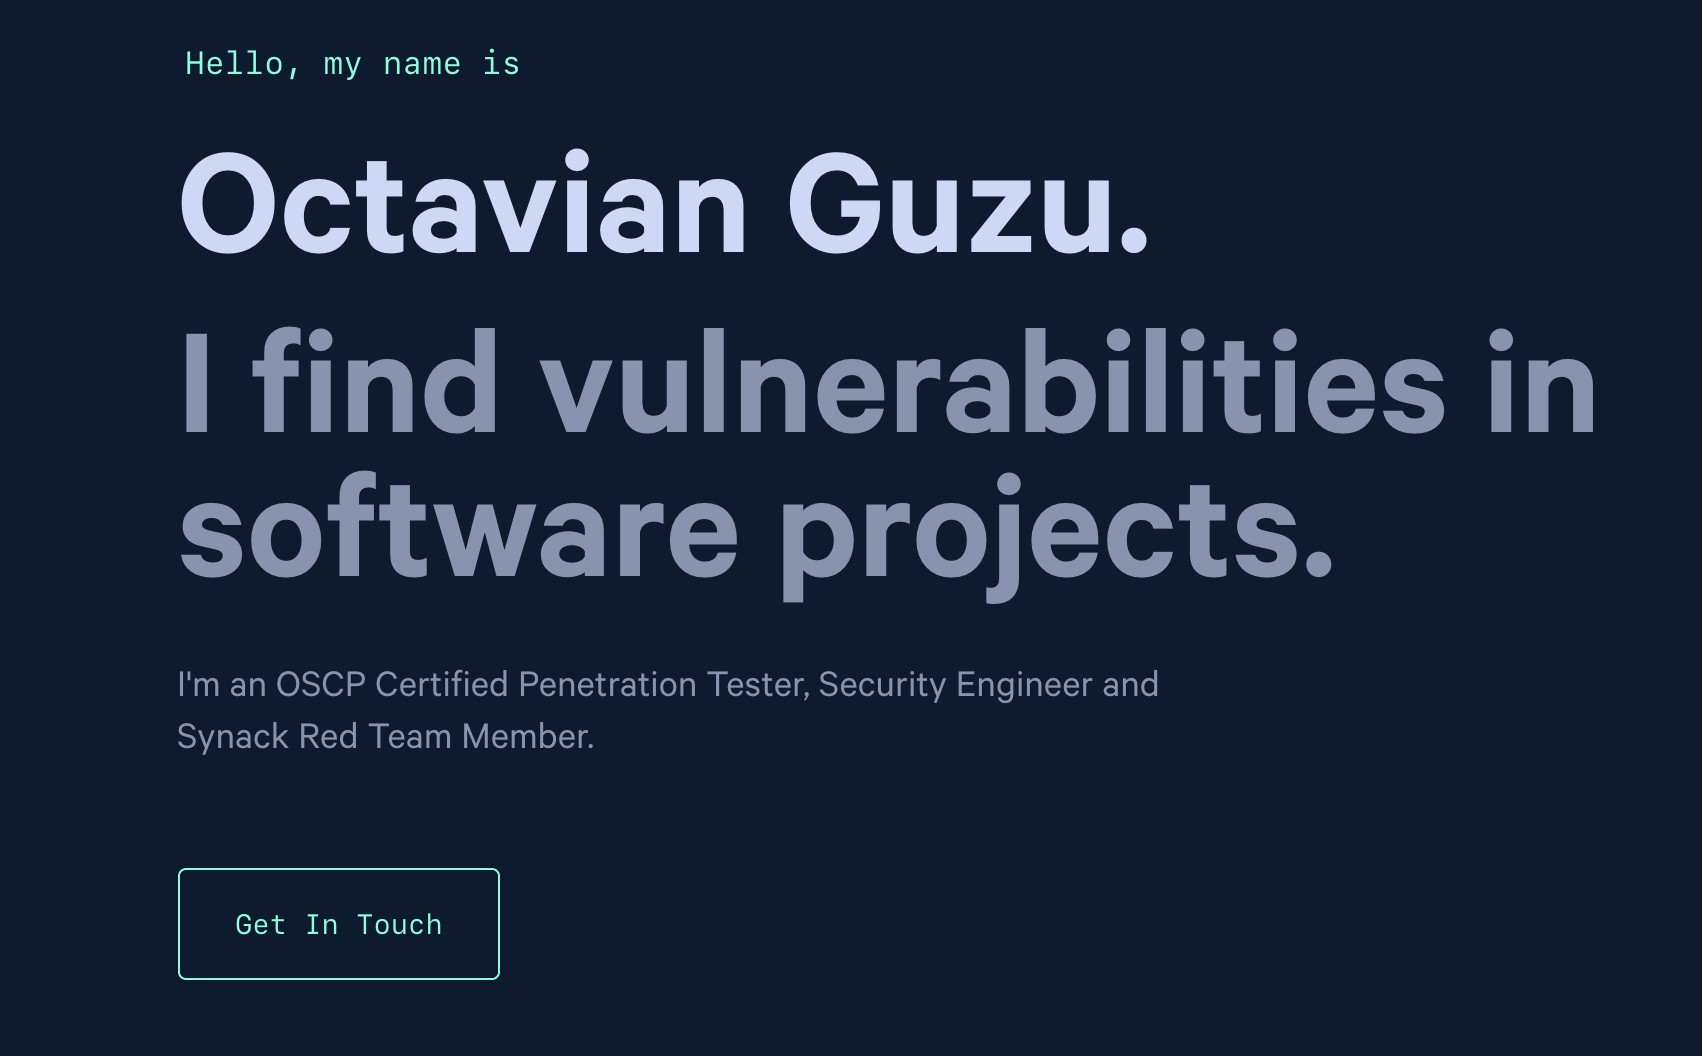 Hello, my name is
Octavian Guzu.
I find vulnerabilities in
software projects.
I'm an OSCP Certified Penetration Tester, Security Engineer and
Synack Red Team Member.
Get In Touch